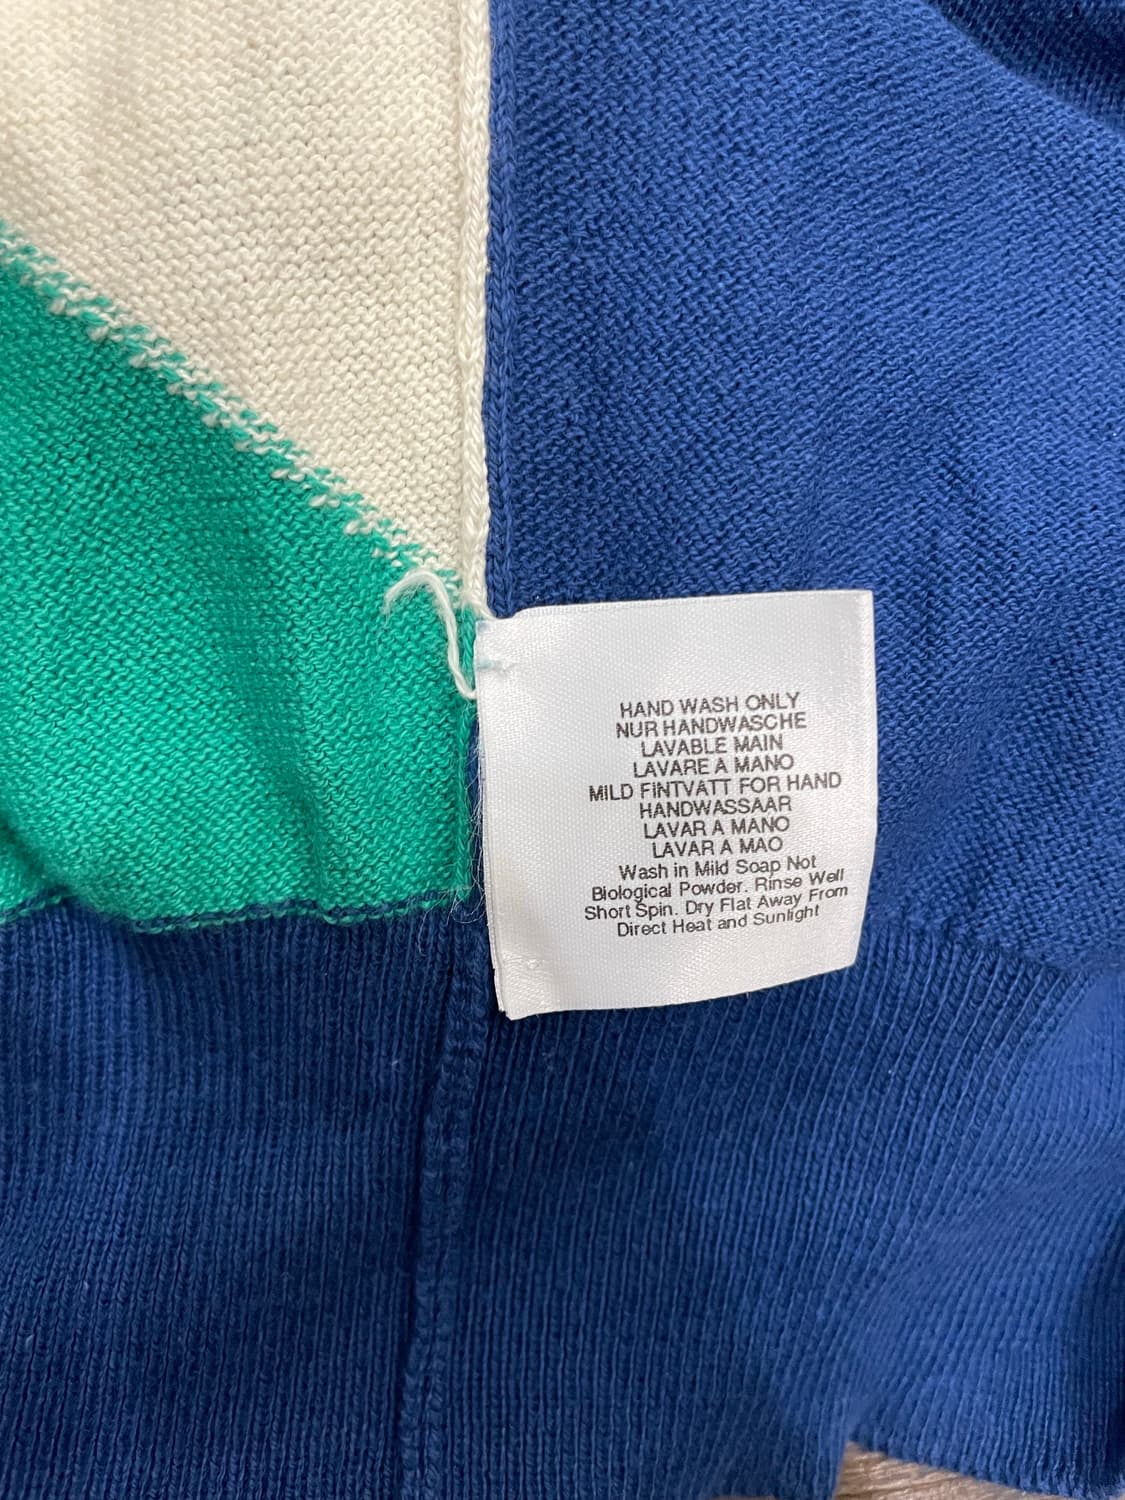 HAND WASH ONLY
NUR HANDWASCHE
LAVABLE MAIN
LAVARE A MANO
MILD FINTVATT FOR HAND
HANDWASSAAR
LAVAR A MANO
LAVAR A MAO
Wash in Mild Soap Not
Biological Powder. Rinse Well
Short Spin. Dry Flat Away From
Direct Heat and Sunlight